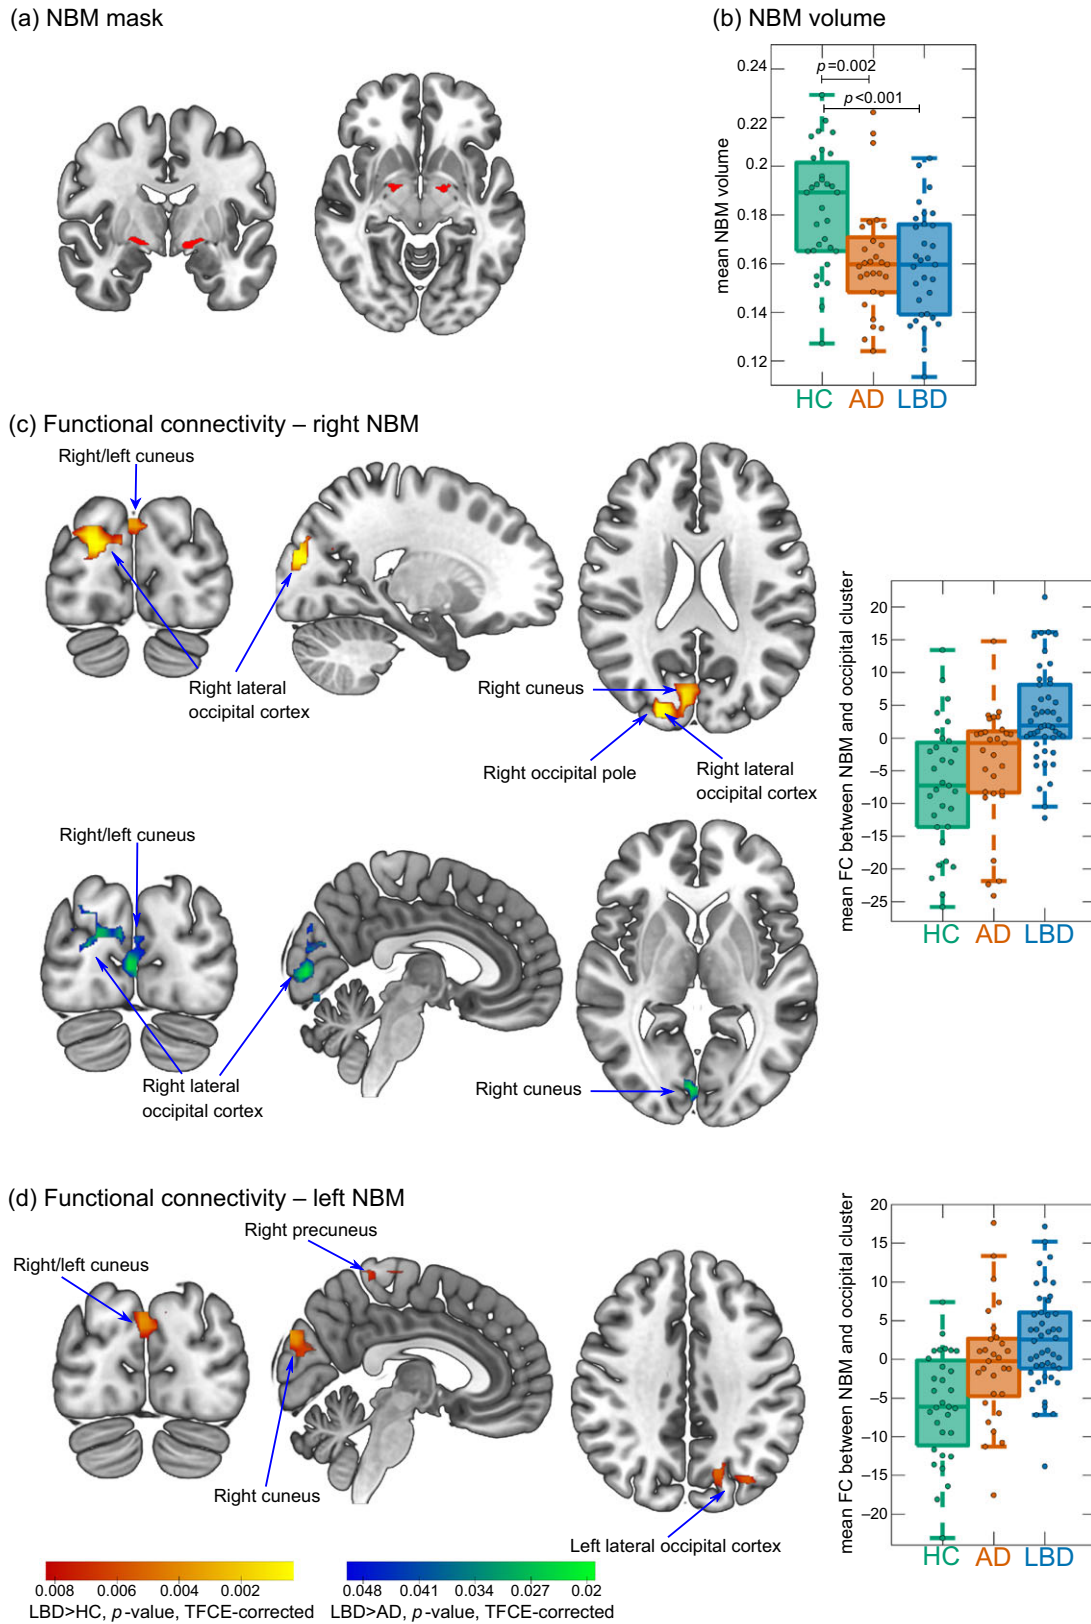 (a) NBM mask
(b) NBM volume
mean NBM volume
0.24
0.22
0.2
0.18
0.16
0.14
0.12
p=0.002
p<0.001
HC AD LBD
(c) Functional connectivity – right NBM
Right/left cuneus
Right lateral
occipital cortex
Right cuneus
Right occipital pole
Right lateral
occipital cortex
Right/left cuneus
Right lateral
occipital cortex
Right cuneus
mean FC between NBM and occipital cluster
20
15
10
5
0
−5
−10
−15
−20
−25
HC AD LBD
(d) Functional connectivity – left NBM
Right precuneus
Right/left cuneus
Right cuneus
Left lateral occipital cortex
mean FC between NBM and occipital cluster
20
15
10
5
0
−5
−10
−15
−20
HC AD LBD
0.008 0.006 0.004 0.002
LBD>HC, p-value, TFCE-corrected
0.048 0.041 0.034 0.027 0.02
LBD>AD, p-value, TFCE-corrected